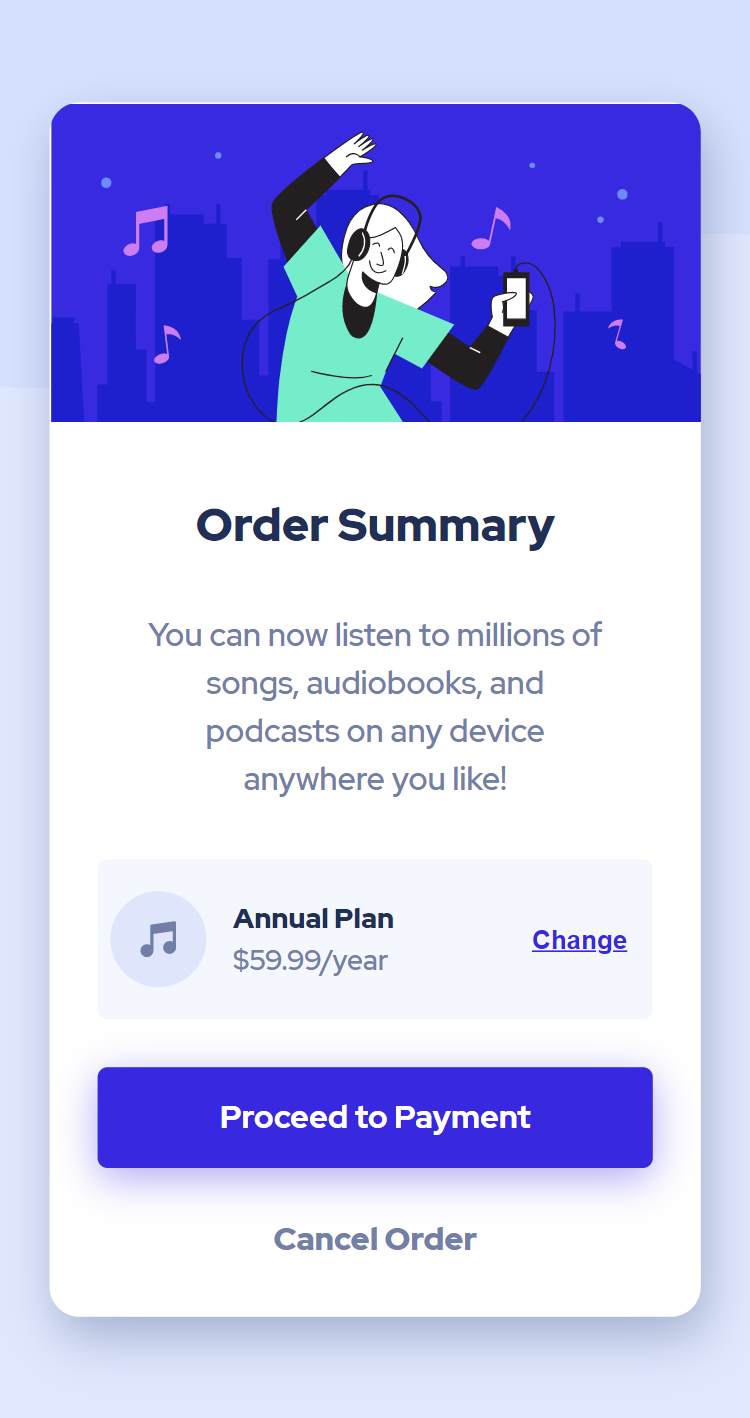 Order Summary
You can now listen to millions of
songs, audiobooks, and
podcasts on any device
anywhere you like!
Annual Plan
$59.99/year
Change
Proceed to Payment
Cancel Order